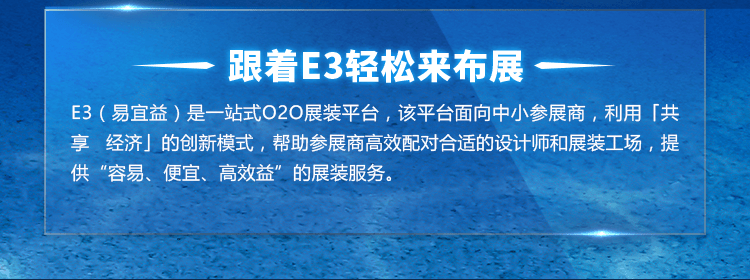 跟着E3轻松来布展
E3（易宜益）是一站式O2O展装平台，该平台面向中小参展商，利用「共
享 经济」的创新模式，帮助参展商高效配对合适的设计师和展装工场，提
供“容易、便宜、高效益”的展装服务。